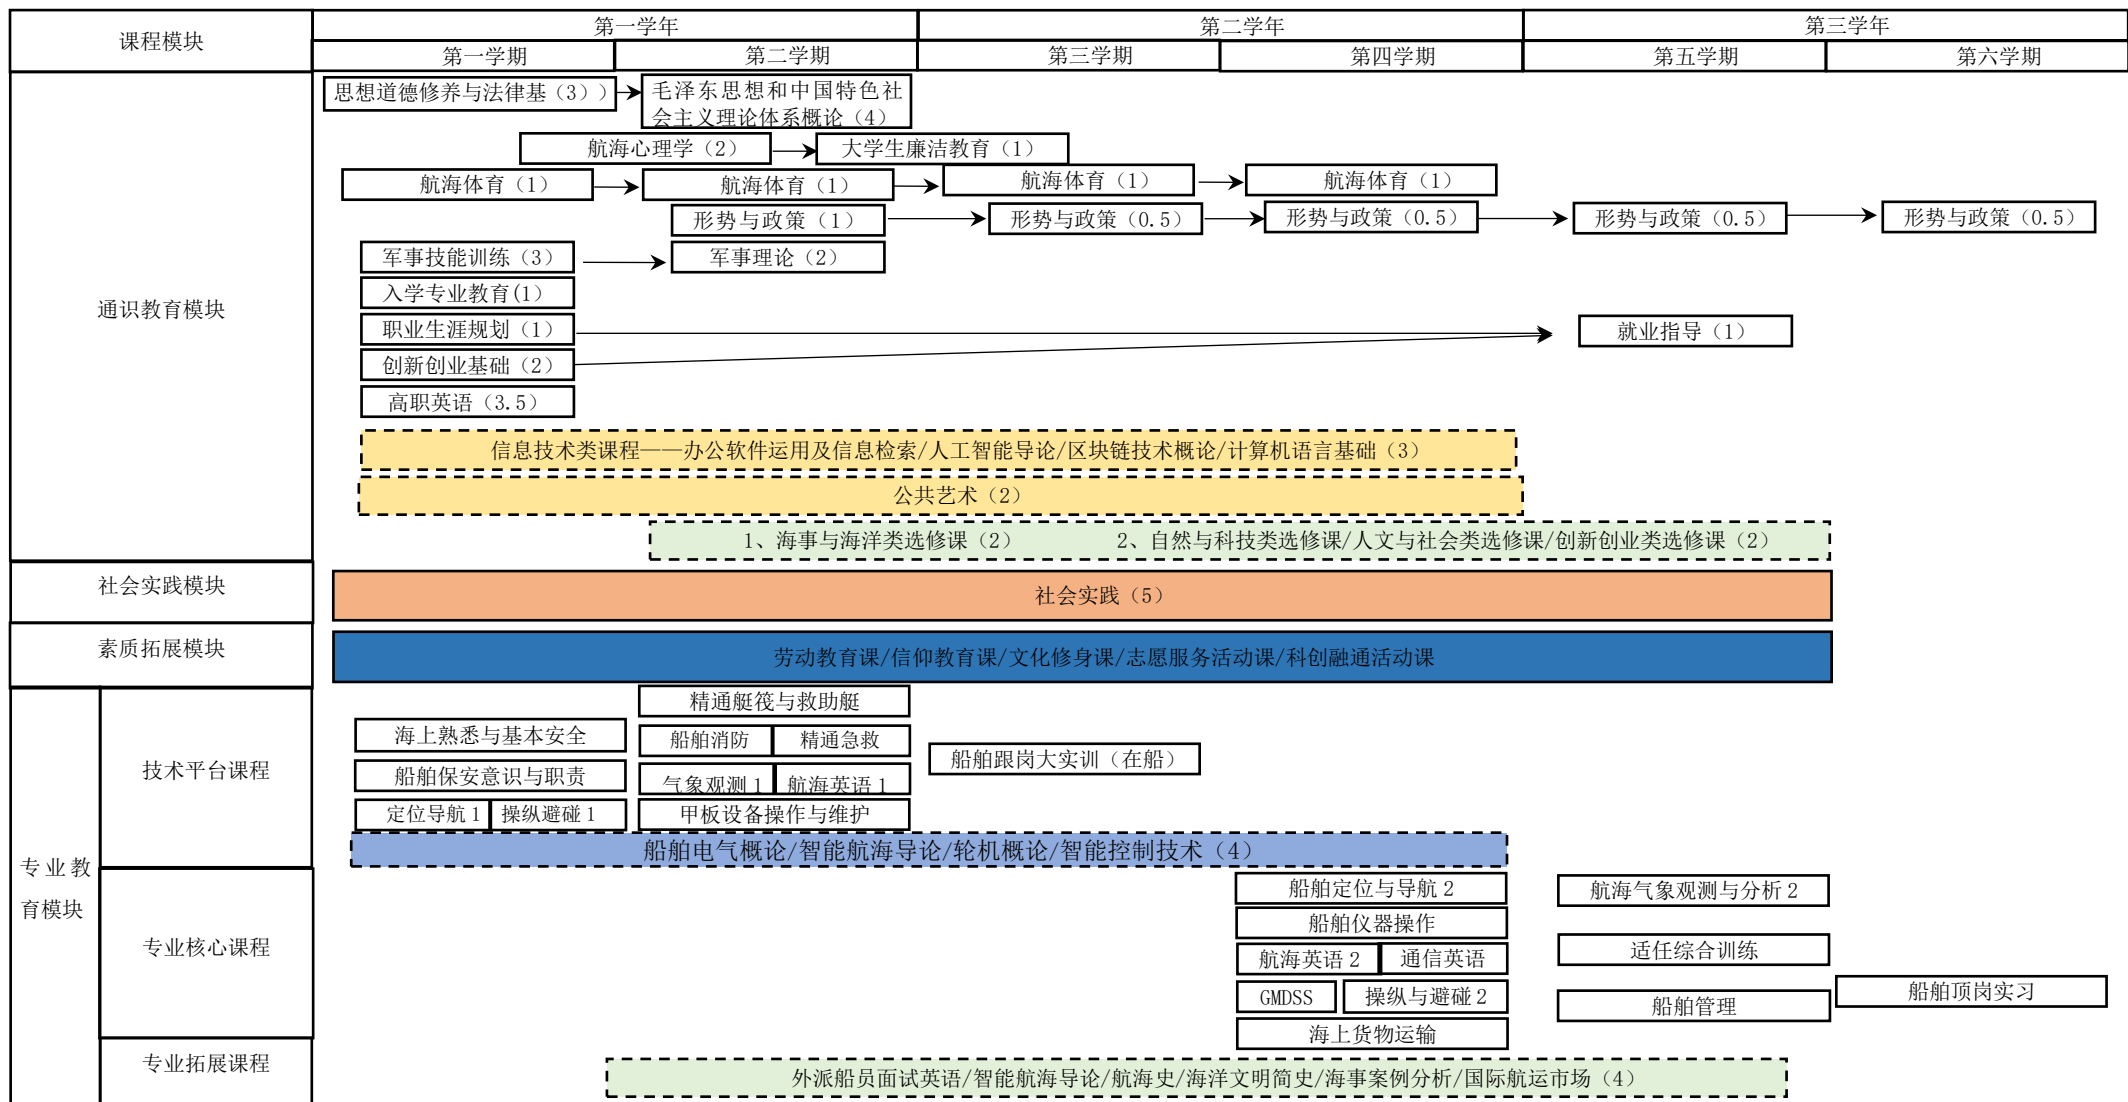 课程模块
第一学年
第二学年
第三学年
第一学期
第二学期
第三学期
第四学期
第五学期
第六学期
通识教育模块
思想道德修养与法律基（3））
毛泽东思想和中国特色社
会主义理论体系概论（4）
航海心理学（2）
大学生廉洁教育（1）
航海体育（1）
航海体育（1）
航海体育（1）
航海体育（1）
形势与政策（1）
形势与政策（0.5）
形势与政策（0.5）
形势与政策（0.5）
形势与政策（0.5）
军事技能训练（3）
军事理论（2）
入学专业教育(1）
职业生涯规划（1）
就业指导（1）
创新创业基础（2）
高职英语（3.5）
信息技术类课程——办公软件运用及信息检索/人工智能导论/区块链技术概论/计算机语言基础（3）
公共艺术（2）
1、海事与海洋类选修课（2） 2、自然与科技类选修课/人文与社会类选修课/创新创业类选修课（2）
社会实践模块
社会实践（5）
素质拓展模块
劳动教育课/信仰教育课/文化修身课/志愿服务活动课/科创融通活动课
专业教
育模块
技术平台课程
海上熟悉与基本安全
船舶保安意识与职责
定位导航 1
操纵避碰 1
精通艇筏与救助艇
船舶消防
精通急救
气象观测 1
航海英语 1
甲板设备操作与维护
船舶跟岗大实训（在船）
船舶电气概论/智能航海导论/轮机概论/智能控制技术（4）
专业核心课程
船舶定位与导航 2
船舶仪器操作
航海英语 2
通信英语
GMDSS
操纵与避碰 2
海上货物运输
航海气象观测与分析 2
适任综合训练
船舶管理
船舶顶岗实习
专业拓展课程
外派船员面试英语/智能航海导论/航海史/海洋文明简史/海事案例分析/国际航运市场（4）